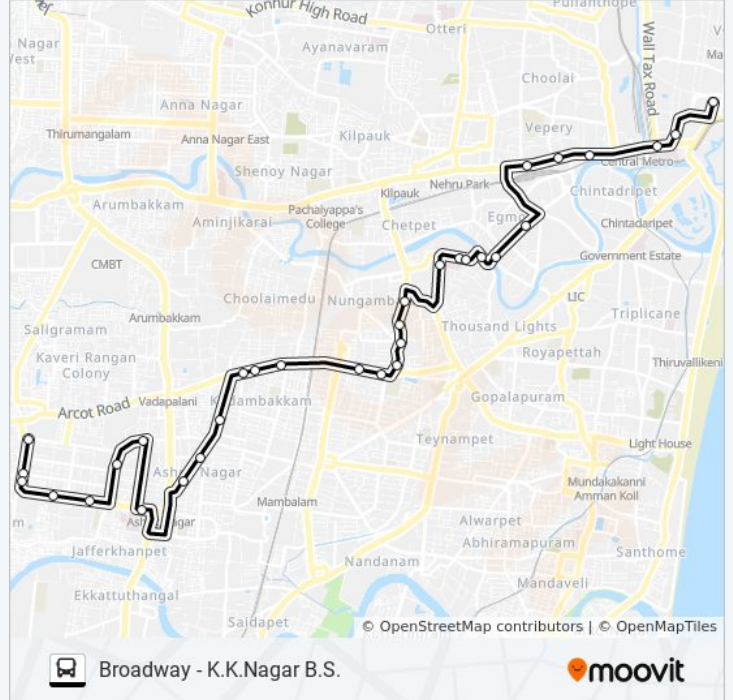 Konnur High Road
Pulianthope
Otteri
Nagar
West
Ayanavaram
Wall Tax Road
Choolai
Anna Nagar
Vepery
Thirumangalam
Anna Nagar East
Kilpauk
Central Metro
Shenoy Nagar
Nehru Park
Kilpauk
Chintadripet
Arumbakkam
Pachaiyappa's
College
Aminjikarai
Chetpet
Egmo
Chintadaripet
Government Estate
CMBT
Choolaimedu
Nungamba
LIC
Triplicane
Arumbakkam
Thousand Lights
Saligramam
Royapettah
Kaveri Rangan
Colony
Thiruvallikeni
Arcot Road
Vadapalani
Kodambakkam
Gopalapuram
Teynampet
Light House
Ashok Nagar
Mundakakanni
Amman Koil
Mambalam
Alwarpet
Ashok Nagar
Abhiramapuram
Jafferkhanpet
Santhome
Nandanam
Mandaveli
Ekkattuthangal
Saidapet
© OpenStreetMap contributors | © OpenMapTiles
Broadway - K.K.Nagar B.S.
moovit